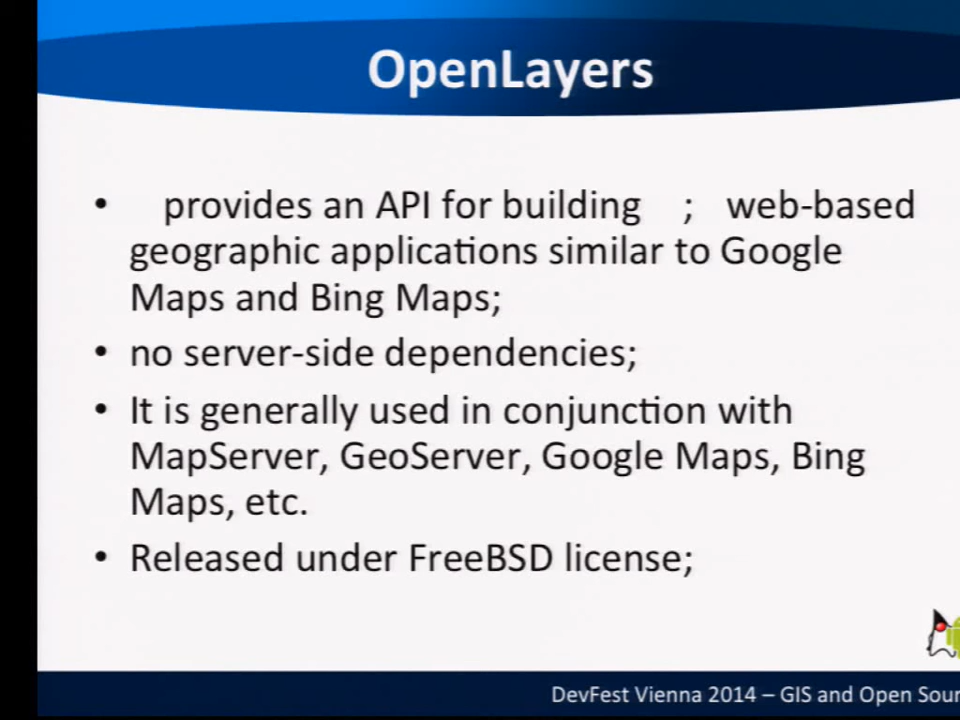 OpenLayers
• provides an API for building ; web-based
geographic applications similar to Google
Maps and Bing Maps;
• no server-side dependencies;
• It is generally used in conjunction with
MapServer, GeoServer, Google Maps, Bing
Maps, etc.
• Released under FreeBSD license;
DevFest Vienna 2014 – GIS and Open Sour